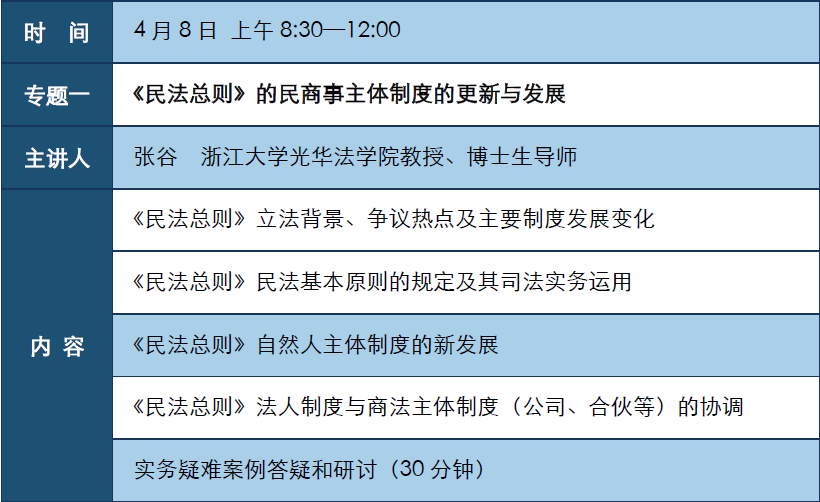 时 间 4月8日 上午 8:30—12:00
专题一 《民法总则》的民商事主体制度的更新与发展
主讲人 张谷 浙江大学光华法学院教授、博士生导师
《民法总则》立法背景、争议热点及主要制度发展变化
《民法总则》民法基本原则的规定及其司法实务运用
内 容 《民法总则》自然人主体制度的新发展
《民法总则》法人制度与商法主体制度（公司、合伙等）的协调
实务疑难案例答疑和研讨（30分钟）